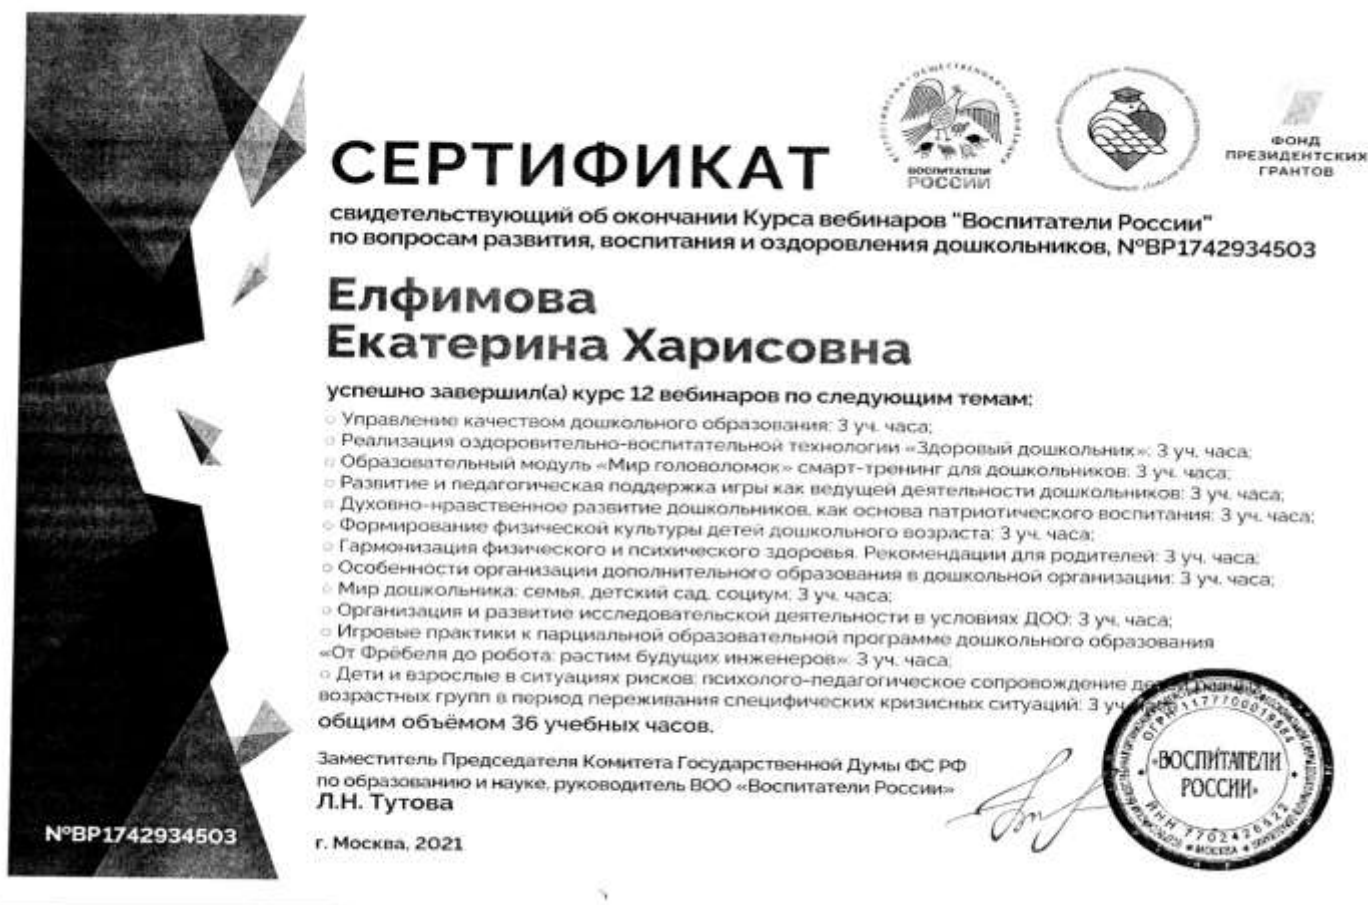 СЕРТИФИКАТ
ВОСПИТАТЕЛИ
РОССИИ
ФОНД
ПРЕЗИДЕНТСКИХ
ГРАНТОВ
свидетельствующий об окончании Курса вебинаров "Воспитатели России"
по вопросам развития, воспитания и оздоровления дошкольников, №ВР1742934503
Елфимова
Екатерина Харисовна
успешно завершил(а) курс 12 вебинаров по следующим темам:
Управление качеством дошкольного образования: 3 уч. часа;
Реализация оздоровительно-воспитательной технологии «Здоровый дошкольник»: 3 уч. часа;
Образовательный модуль «Мир головоломок» смарт-тренинг для дошкольников: 3 уч. часа;
Развитие и педагогическая поддержка игры как ведущей деятельности дошкольников: 3 уч. часа;
Духовно-нравственное развитие дошкольников, как основа патриотического воспитания: 3 уч. часа;
Формирование физической культуры детей дошкольного возраста: 3 уч. часа;
Гармонизация физического и психического здоровья. Рекомендации для родителей: 3 уч. часа;
Особенности организации дополнительного образования в дошкольной организации: 3 уч. часа;
Мир дошкольника: семья, детский сад, социум: 3 уч. часа;
Организация и развитие исследовательской деятельности в условиях ДОО: 3 уч. часа;
Игровые практики к парциальной образовательной программе дошкольного образования
«От Фрёбеля до робота: растим будущих инженеров»: 3 уч. часа;
Дети и взрослые в ситуациях рисков: психолого-педагогическое сопровождение
возрастных групп в период переживания специфических кризисных ситуаций: 3 уч
общим объёмом 36 учебных часов.
Заместитель Председателя Комитета Государственной Думы ФС РФ
по образованию и науке, руководитель ВОО «Воспитатели России»
Л.Н. Тутова
г. Москва, 2021
№ВР1742934503
«ВОСПИТАТЕЛИ
РОССИИ»
ОГРН 1177700019584
ИНН 7702426522
МОСКВА